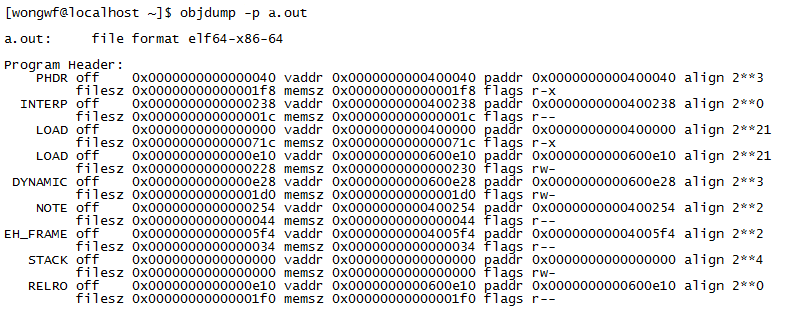 [wongwf@localhost ~]$ objdump -p a.out

a.out:     file format elf64-x86-64

Program Header:
    PHDR off    0x0000000000000040 vaddr 0x0000000000400040 paddr 0x0000000000400040 align 2**3
         filesz 0x00000000000001f8 memsz 0x00000000000001f8 flags r-x
  INTERP off    0x0000000000000238 vaddr 0x0000000000400238 paddr 0x0000000000400238 align 2**0
         filesz 0x000000000000001c memsz 0x000000000000001c flags r--
    LOAD off    0x0000000000000000 vaddr 0x0000000000400000 paddr 0x0000000000400000 align 2**21
         filesz 0x000000000000071c memsz 0x000000000000071c flags r-x
    LOAD off    0x0000000000000e10 vaddr 0x0000000000600e10 paddr 0x0000000000600e10 align 2**21
         filesz 0x0000000000000228 memsz 0x0000000000000230 flags rw-
 DYNAMIC off    0x0000000000000e28 vaddr 0x0000000000600e28 paddr 0x0000000000600e28 align 2**3
         filesz 0x00000000000001d0 memsz 0x00000000000001d0 flags rw-
    NOTE off    0x0000000000000254 vaddr 0x0000000000400254 paddr 0x0000000000400254 align 2**2
         filesz 0x0000000000000044 memsz 0x0000000000000044 flags r--
EH_FRAME off    0x00000000000005f4 vaddr 0x00000000004005f4 paddr 0x00000000004005f4 align 2**2
         filesz 0x0000000000000034 memsz 0x0000000000000034 flags r--
   STACK off    0x0000000000000000 vaddr 0x0000000000000000 paddr 0x0000000000000000 align 2**4
         filesz 0x0000000000000000 memsz 0x0000000000000000 flags rw-
   RELRO off    0x0000000000000e10 vaddr 0x0000000000600e10 paddr 0x0000000000600e10 align 2**0
         filesz 0x00000000000001f0 memsz 0x00000000000001f0 flags r--